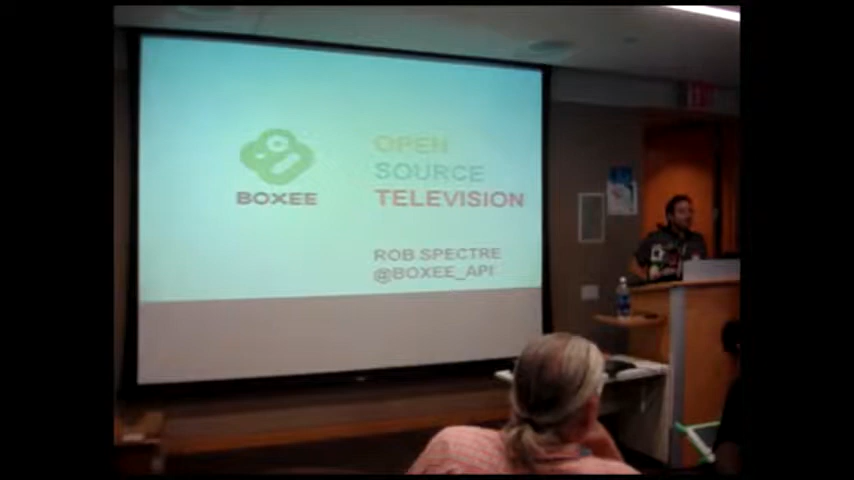 BOXEE
OPEN
SOURCE
TELEVISION
ROB SPECTRE
@BOXEE_API